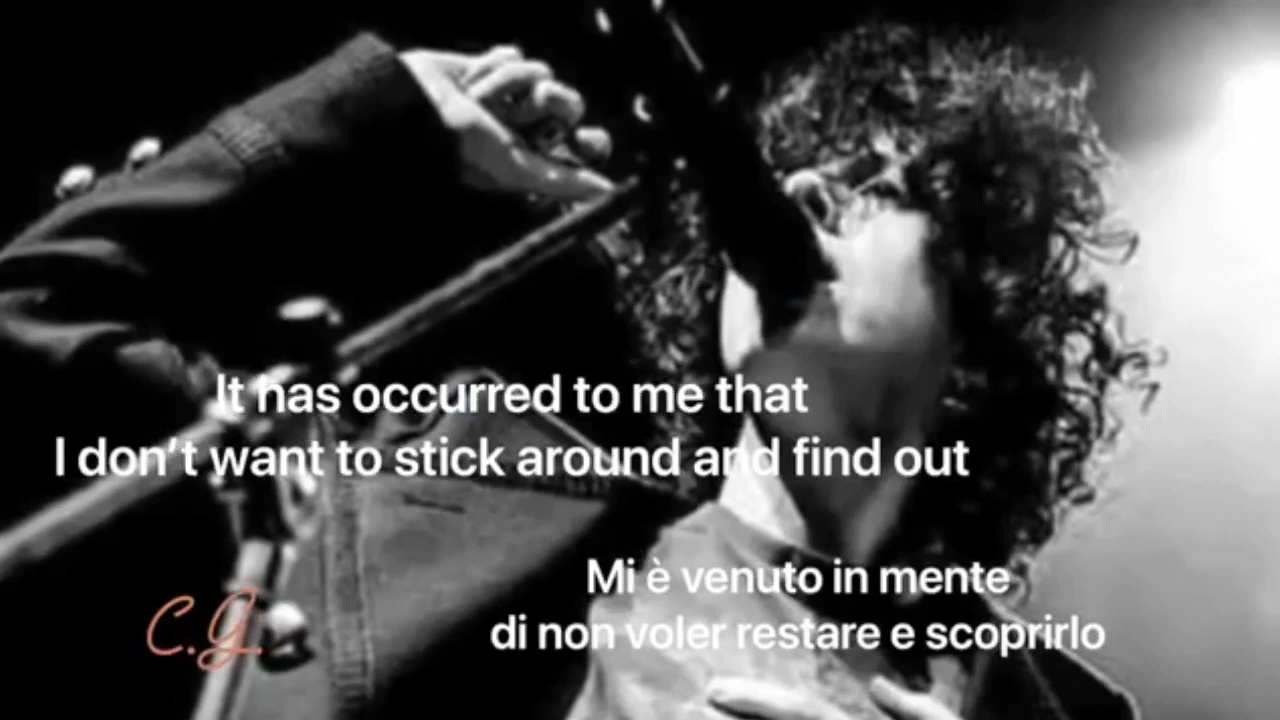 It has occurred to me that
I don’t want to stick around and find out
Mi è venuto in mente
di non voler restare e scoprirlo
C.G.